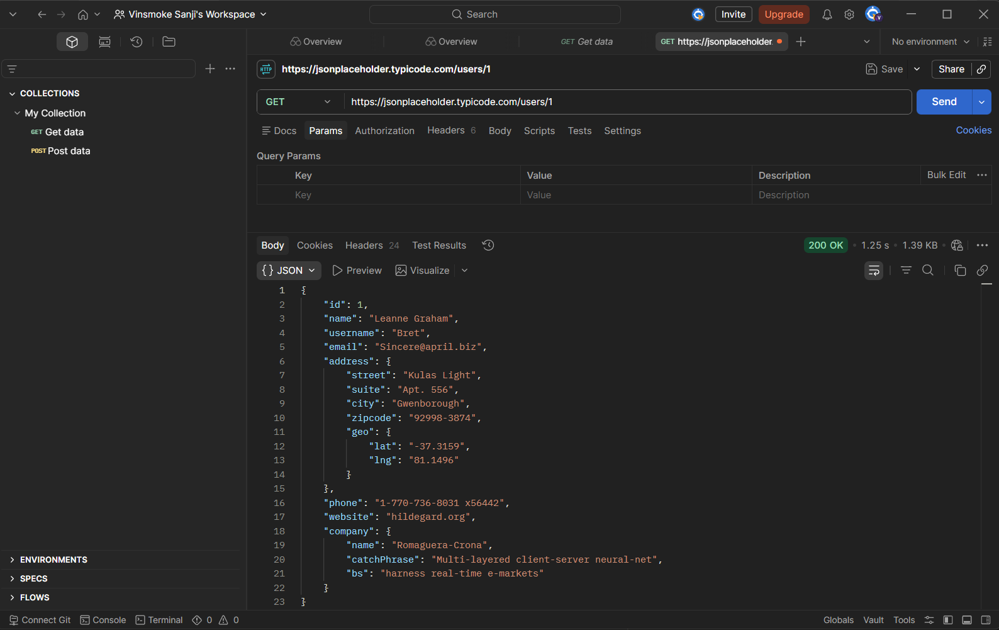 Vinsmoke Sanji's Workspace
Search
Invite
Upgrade
Overview
Overview
GET Get data
GET https://jsonplaceholder.
No environment
HTTP https://jsonplaceholder.typicode.com/users/1
Save
Share
COLLECTIONS
My Collection
GET Get data
POST Post data
GET https://jsonplaceholder.typicode.com/users/1
Send
Docs Params Authorization Headers 6 Body Scripts Tests Settings
Cookies
Query Params
Key Value Description Bulk Edit
Key Value Description
Body Cookies Headers 24 Test Results
200 OK • 1.25 s • 1.39 KB •
{} JSON Preview Visualize
1 {
2 "id": 1,
3 "name": "Leanne Graham",
4 "username": "Bret",
5 "email": "Sincere@april.biz",
6 "address": {
7 "street": "Kulas Light",
8 "suite": "Apt. 556",
9 "city": "Gwenborough",
10 "zipcode": "92998-3874",
11 "geo": {
12 "lat": "-37.3159",
13 "lng": "81.1496"
14 }
15 },
16 "phone": "1-770-736-8031 x56442",
17 "website": "hildegard.org",
18 "company": {
19 "name": "Romaguera-Crona",
20 "catchPhrase": "Multi-layered client-server neural-net",
21 "bs": "harness real-time e-markets"
22 }
23 }
ENVIRONMENTS
SPECS
FLOWS
Connect Git Console Terminal 0 0
Globals Vault Tools